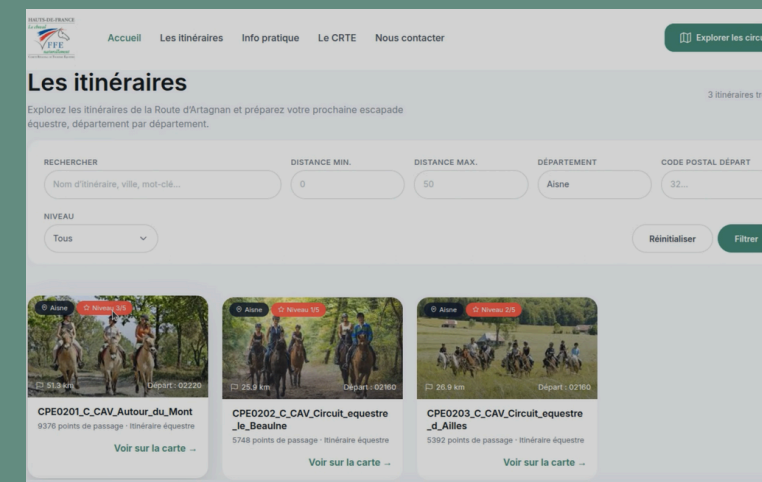 HAUTS-DE-FRANCE
Le cheval
FFE
Accueil Les itinéraires Info pratique Le CRTE Nous contacter
Explorer les circu
Les itinéraires
3 itinéraires tr
Explorez les itinéraires de la Route d'Artagnan et préparez votre prochaine escapade
équestre, département par département.
RECHERCHER DISTANCE MIN. DISTANCE MAX. DÉPARTEMENT CODE POSTAL DÉPART
Nom d'itinéraire, ville, mot-clé... 0 50 Aisne 32...
NIVEAU
Tous Réinitialiser Filtrer
Aisne Niveau 3/5 Aisne Niveau 1/5 Aisne Niveau 2/5
51.3 km Départ : 02220 25.9 km Départ : 02160 26.9 km Départ : 02160
CPE0201_C_CAV_Autour_du_Mont
9376 points de passage · Itinéraire équestre
Voir sur la carte →
CPE0202_C_CAV_Circuit_equestre
_le_Beaulne
5748 points de passage · Itinéraire équestre
Voir sur la carte →
CPE0203_C_CAV_Circuit_equestre
_d_Ailles
5392 points de passage · Itinéraire équestre
Voir sur la carte →